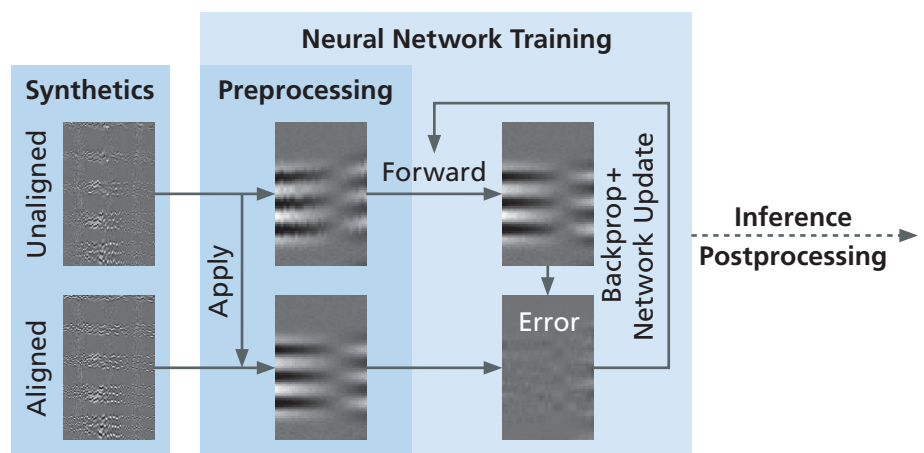 Neural Network Training
Synthetics
Preprocessing
Unaligned
Aligned
Apply
Forward
Error
Backprop+
Network Update
Inference
Postprocessing